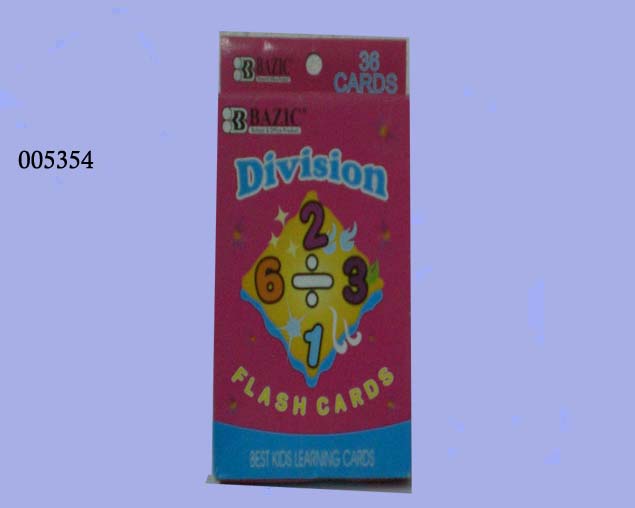 BAZIC
36
CARDS
BAZIC
005354
Division
2
6 ÷ 3
1
FLASH CARDS
BEST KIDS LEARNING CARDS